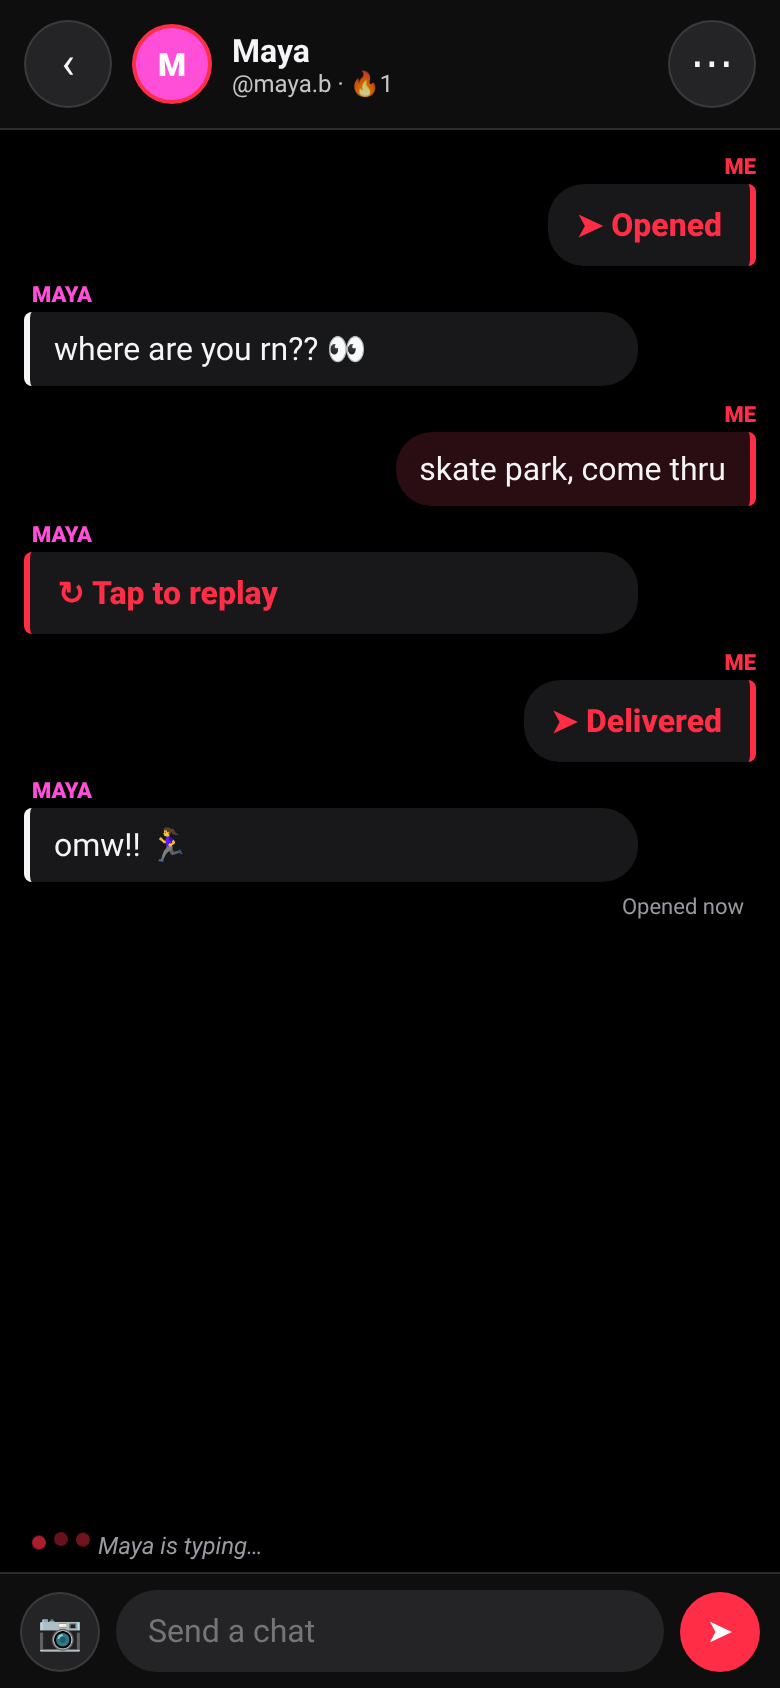 ‹
M
Maya
@maya.b · 🔥1
⋯
ME
➤ Opened
MAYA
where are you rn?? 👀
ME
skate park, come thru
MAYA
↻ Tap to replay
ME
➤ Delivered
MAYA
omw!! 🏃‍♀️
Opened now
Maya is typing…
Send a chat
➤